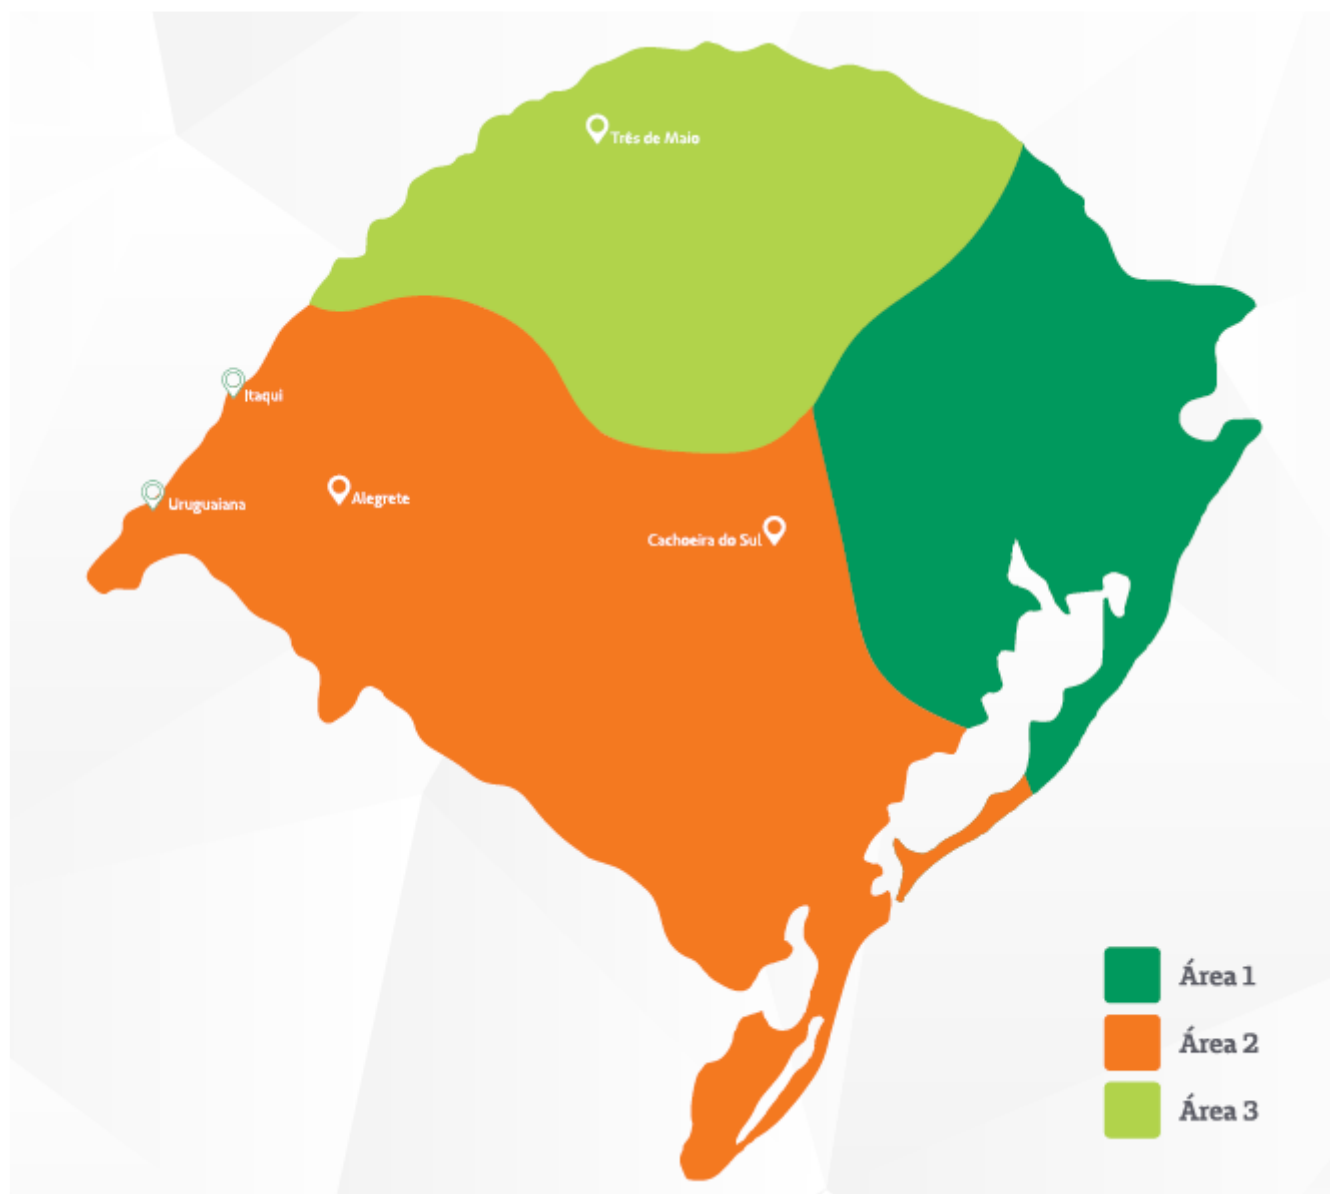 Três de Maio
Itaqui
Uruguaiana
Alegrete
Cachoeira do Sul
Área 1
Área 2
Área 3